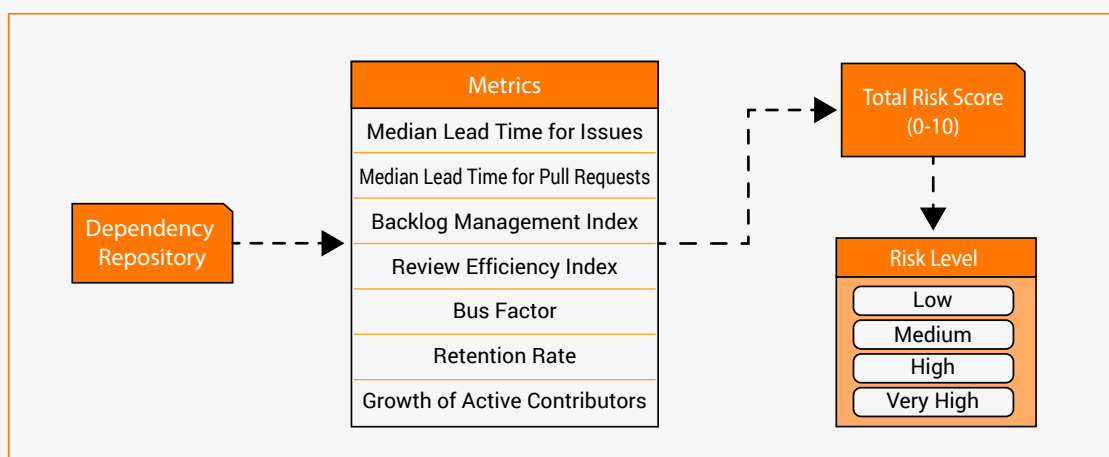 Dependency
Repository
Metrics
Median Lead Time for Issues
Median Lead Time for Pull Requests
Backlog Management Index
Review Efficiency Index
Bus Factor
Retention Rate
Growth of Active Contributors
Total Risk Score
(0-10)
Risk Level
Low
Medium
High
Very High